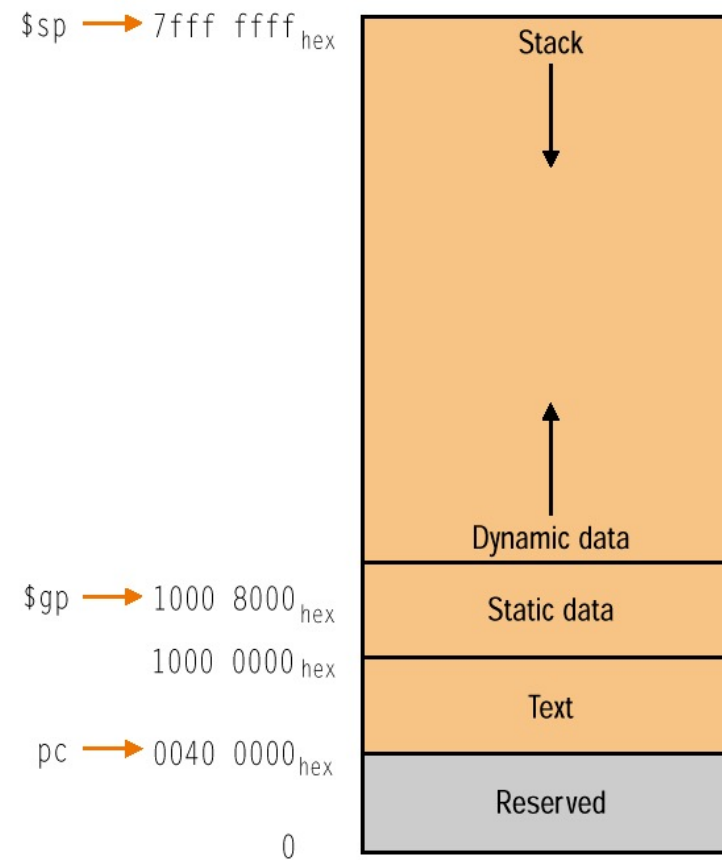 $sp 7fff ffff hex
Stack
Dynamic data
$gp 1000 8000 hex
Static data
1000 0000 hex
Text
pc 0040 0000 hex
Reserved
0